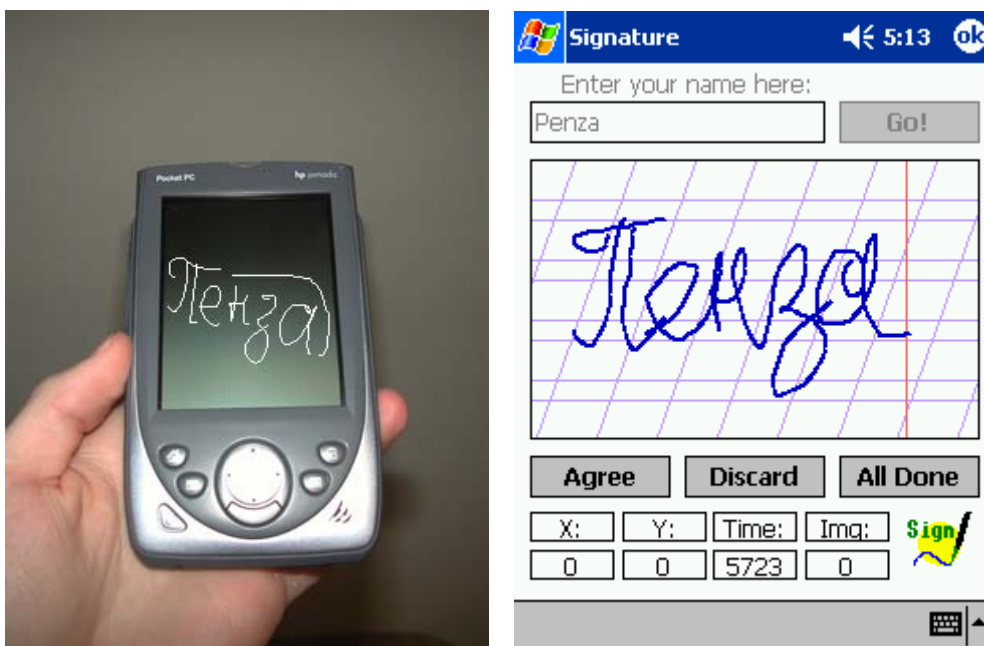 Pocket PC
hp jornada
Пенза
Signature 5:13 ok
Enter your name here:
Penza Go!
Пенза
Agree Discard All Done
X: Y: Time: Img: Sign
0 0 5723 0